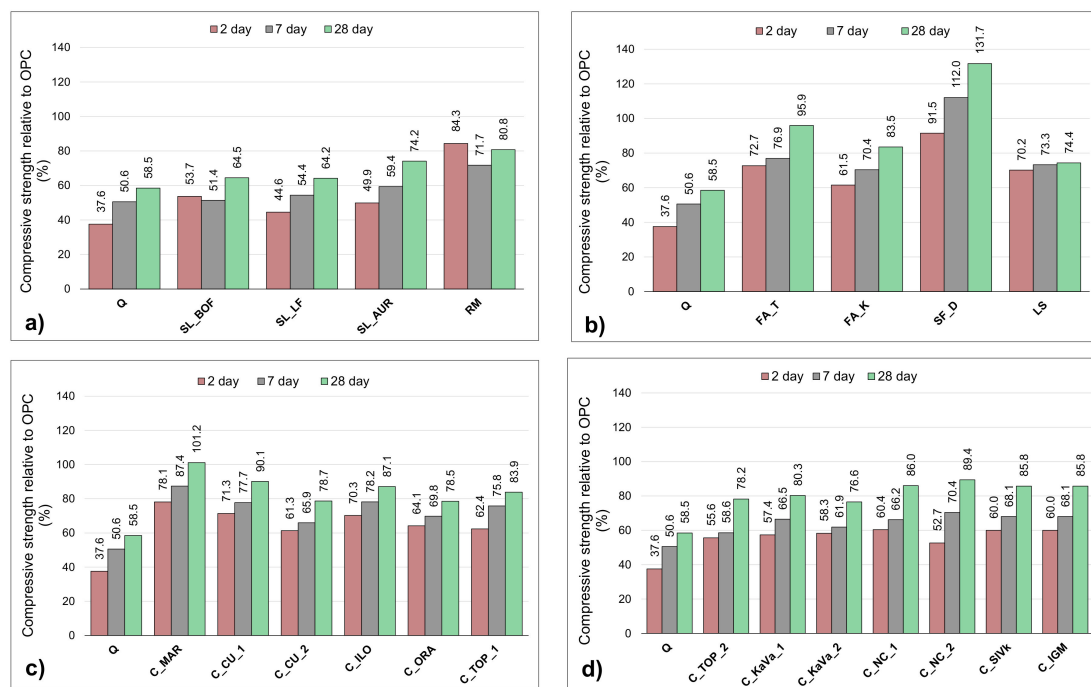 2 day 7 day 28 day
Compressive strength relative to OPC
(%)
140
120
100
80
60
40
20
0
37.6 50.6 58.5 53.7 51.4 64.5 44.6 54.4 64.2 49.9 59.4 74.2 84.3 71.7 80.8
Q SL_BOF SL_LF SL_AUR RM
a)
2 day 7 day 28 day
Compressive strength relative to OPC
(%)
140
120
100
80
60
40
20
0
37.6 50.6 58.5 72.7 76.9 95.9 61.5 70.4 83.5 91.5 112.0 131.7 70.2 73.3 74.4
Q FA_T FA_K SF_D LS
b)
2 day 7 day 28 day
Compressive strength relative to OPC
(%)
140
120
100
80
60
40
20
0
37.6 50.6 58.5 78.1 87.4 101.2 71.3 77.7 90.1 61.3 65.9 78.7 70.3 78.2 87.1 64.1 69.8 78.5 62.4 75.8 83.9
Q C_MAR C_CU_1 C_CU_2 C_ILO C_ORA C_TOP_1
c)
2 day 7 day 28 day
Compressive strength relative to OPC
(%)
140
120
100
80
60
40
20
0
37.6 50.6 58.5 55.6 58.6 78.2 57.4 66.5 80.3 58.3 61.9 76.6 60.4 66.2 86.0 52.7 70.4 89.4 60.0 68.1 85.8 60.0 68.1 85.8
Q C_TOP_2 C_KaVa_1 C_KaVa_2 C_NC_1 C_NC_2 C_SIVk C_IGM
d)